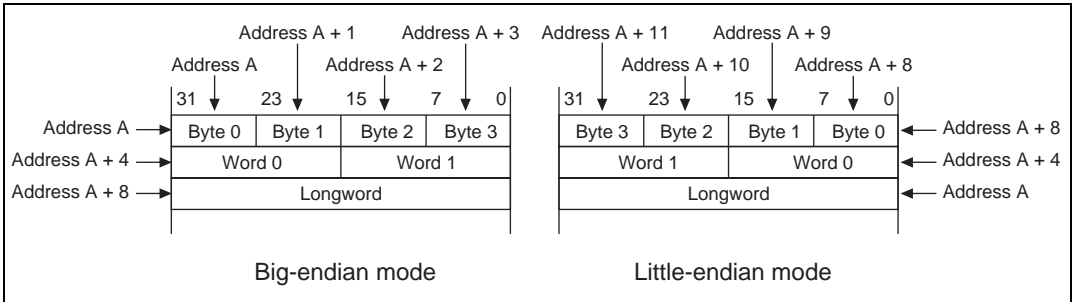 Address A + 1 Address A + 3 Address A + 11 Address A + 9
Address A Address A + 2 Address A + 10 Address A + 8
31 23 15 7 0 31 23 15 7 0
Address A Byte 0 Byte 1 Byte 2 Byte 3 Byte 3 Byte 2 Byte 1 Byte 0 Address A + 8
Address A + 4 Word 0 Word 1 Word 1 Word 0 Address A + 4
Address A + 8 Longword Longword Address A
Big-endian mode Little-endian mode